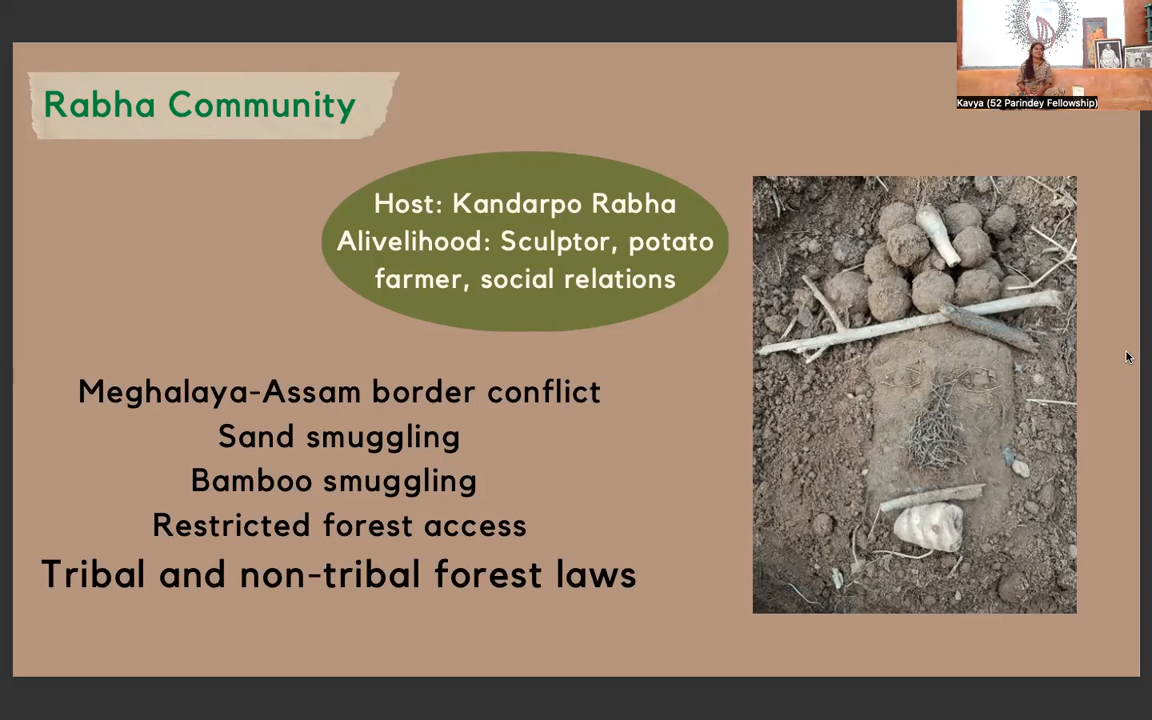 Rabha Community
Kavya (52 Parindey Fellowship)
Host: Kandarpo Rabha
Alivelihood: Sculptor, potato
farmer, social relations
Meghalaya-Assam border conflict
Sand smuggling
Bamboo smuggling
Restricted forest access
Tribal and non-tribal forest laws